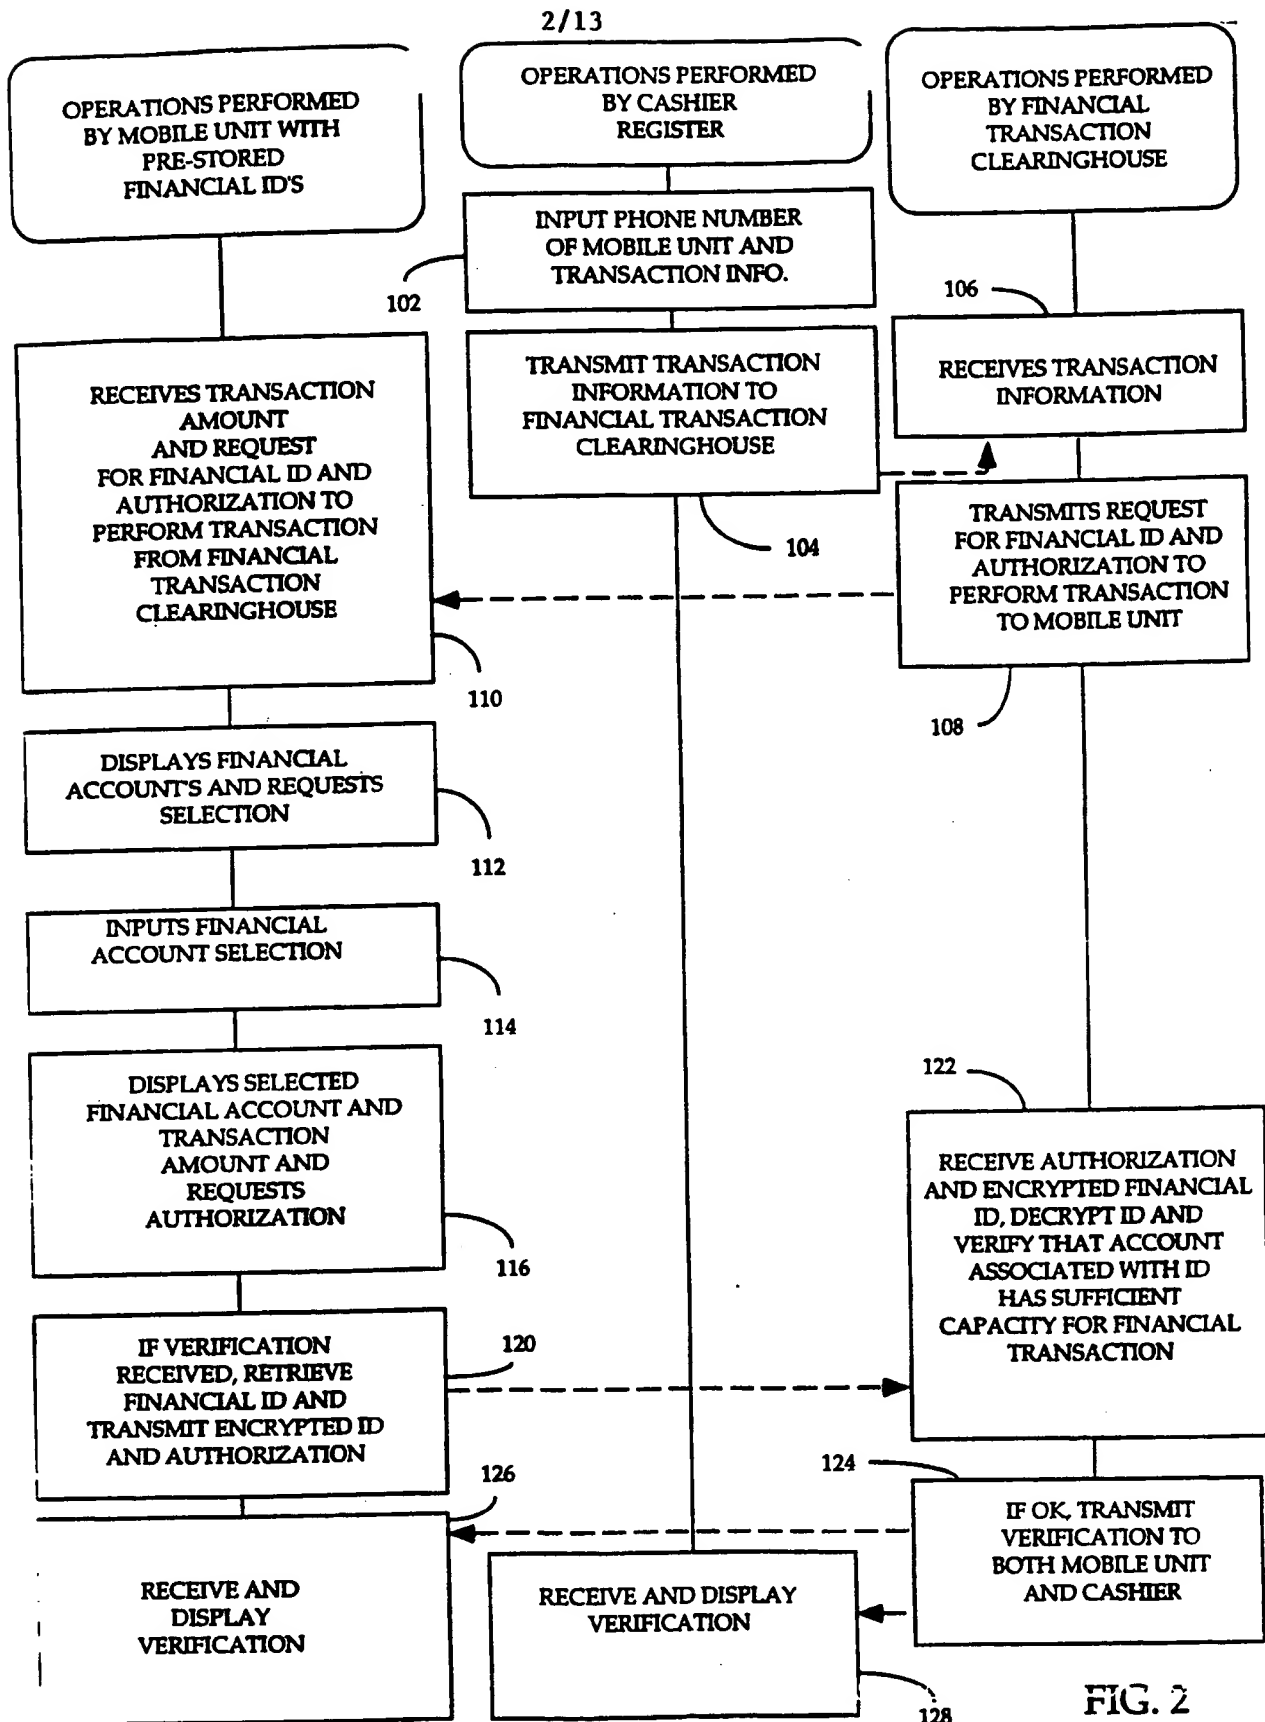 2/13
OPERATIONS PERFORMED
BY MOBILE UNIT WITH
PRE-STORED
FINANCIAL ID'S
OPERATIONS PERFORMED
BY CASHIER
REGISTER
OPERATIONS PERFORMED
BY FINANCIAL
TRANSACTION
CLEARINGHOUSE
INPUT PHONE NUMBER
OF MOBILE UNIT AND
TRANSACTION INFO.
102
TRANSMIT TRANSACTION
INFORMATION TO
FINANCIAL TRANSACTION
CLEARINGHOUSE
104
106
RECEIVES TRANSACTION
INFORMATION
TRANSMITS REQUEST
FOR FINANCIAL ID AND
AUTHORIZATION TO
PERFORM TRANSACTION
TO MOBILE UNIT
108
RECEIVES TRANSACTION
AMOUNT
AND REQUEST
FOR FINANCIAL ID AND
AUTHORIZATION TO
PERFORM TRANSACTION
FROM FINANCIAL
TRANSACTION
CLEARINGHOUSE
110
DISPLAYS FINANCIAL
ACCOUNT'S AND REQUESTS
SELECTION
112
INPUTS FINANCIAL
ACCOUNT SELECTION
114
DISPLAYS SELECTED
FINANCIAL ACCOUNT AND
TRANSACTION
AMOUNT AND
REQUESTS
AUTHORIZATION
116
IF VERIFICATION
RECEIVED, RETRIEVE
FINANCIAL ID AND
TRANSMIT ENCRYPTED ID
AND AUTHORIZATION
120
122
RECEIVE AUTHORIZATION
AND ENCRYPTED FINANCIAL
ID, DECRYPT ID AND
VERIFY THAT ACCOUNT
ASSOCIATED WITH ID
HAS SUFFICIENT
CAPACITY FOR FINANCIAL
TRANSACTION
124
IF OK, TRANSMIT
VERIFICATION TO
BOTH MOBILE UNIT
AND CASHIER
126
RECEIVE AND
DISPLAY
VERIFICATION
RECEIVE AND DISPLAY
VERIFICATION
128
FIG. 2